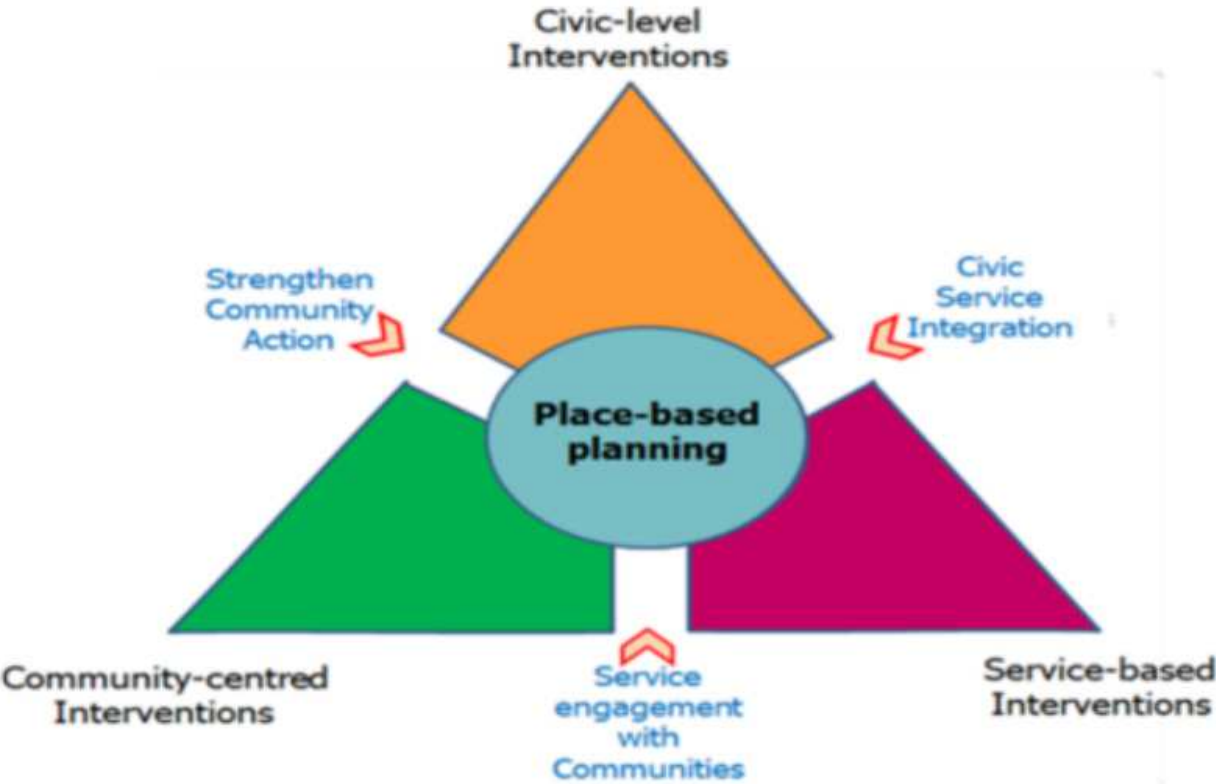 Civic-level
Interventions
Strengthen
Community
Action
Civic
Service
Integration
Place-based
planning
Community-centred
Interventions
Service
engagement
with
Communities
Service-based
Interventions